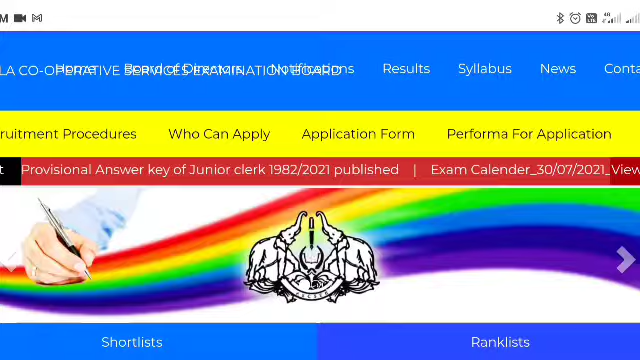 LA CO-OPERATIVE SERVICES EXAMINATION BOARD
Home Board of Directors Notifications Results Syllabus News Conta
ruitment Procedures Who Can Apply Application Form Performa For Application
t Provisional Answer key of Junior clerk 1982/2021 published | Exam Calender_30/07/2021_ View
Shortlists Ranklists